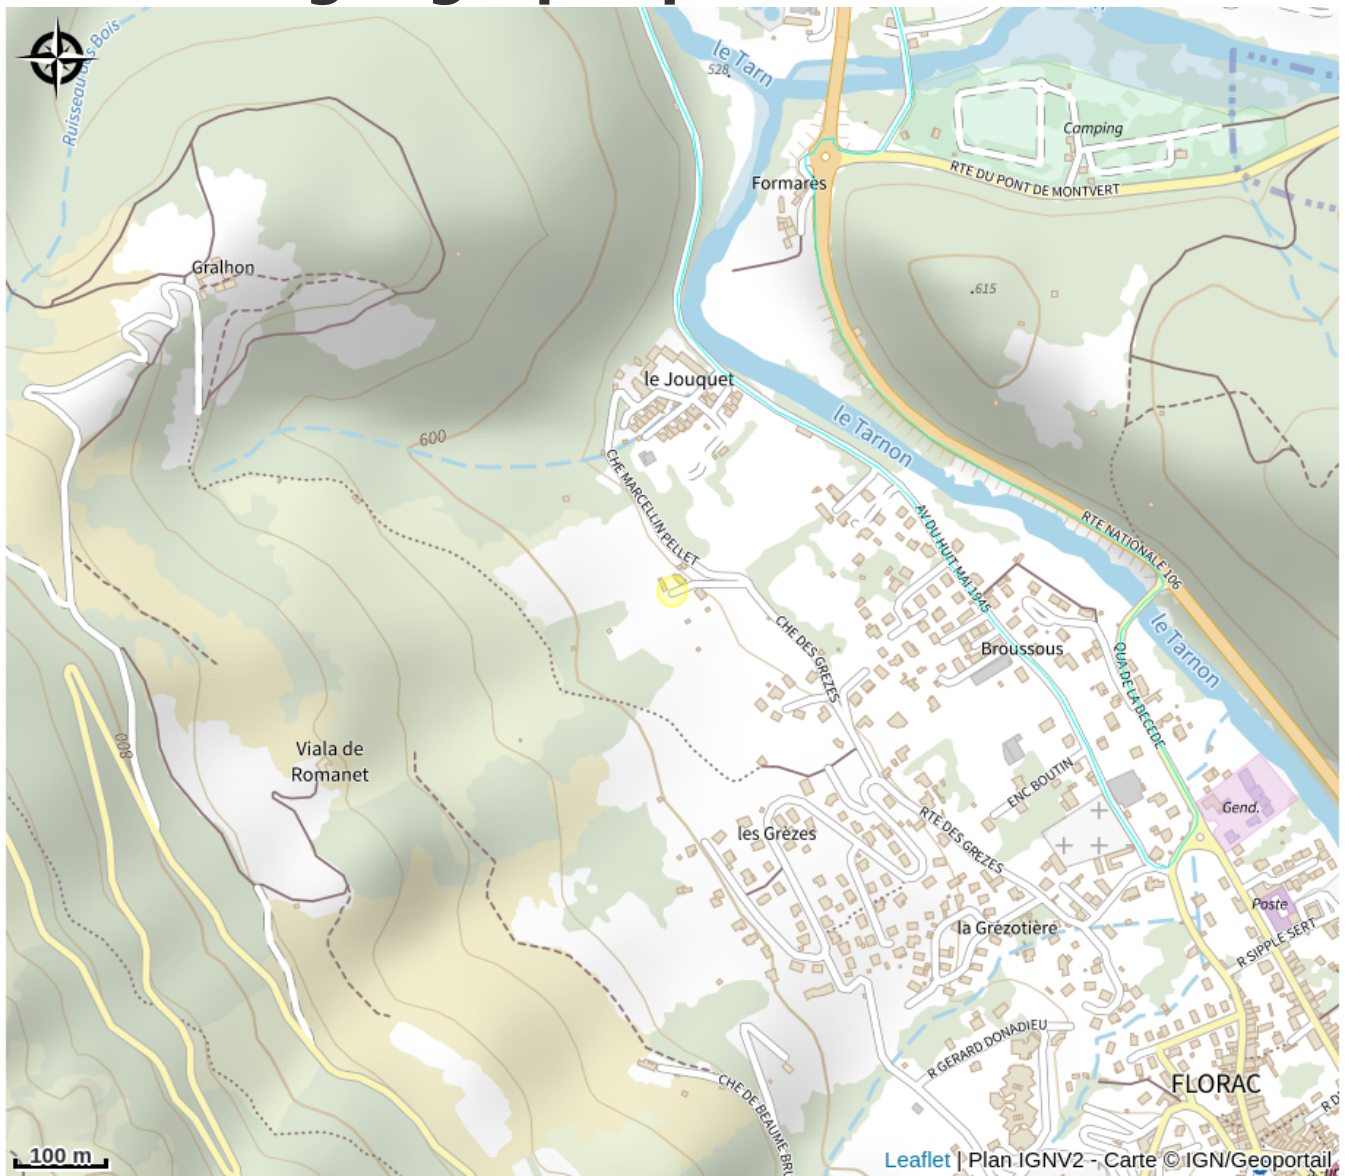 Ruisseau des Bois
le Tarn
528
Camping
RTE DU PONT DE MONTVERT
Formares
Gralhon
615
le Jouquet
le Tarnon
600
CHE MARCELLIN PELLET
AV DU HUIT MAI 1945
RTE NATIONALE 106
CHE DES GREZES
Broussous
le Tarnon
QUA DE LA BECEDE
800
Viala de
Romanet
ENC BOUTIN
Gend.
les Grèzes
RTE DES GREZES
Poste
la Grézotière
R SIPPLE SERT
R GERARD DONADIEU
FLORAC
CHE DE BEAUME BRU
100 m
Leaflet | Plan IGNV2 - Carte © IGN/Geoportail